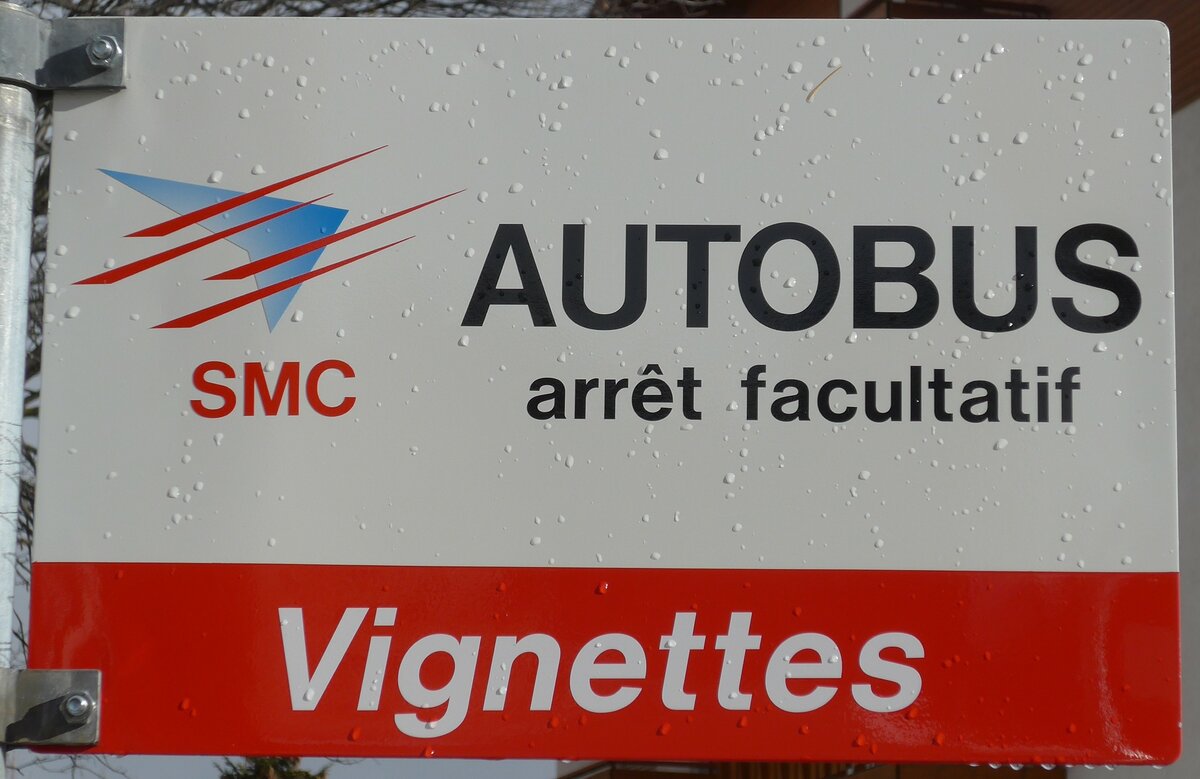 AUTOBUS
SMC
arrêt facultatif
Vignettes